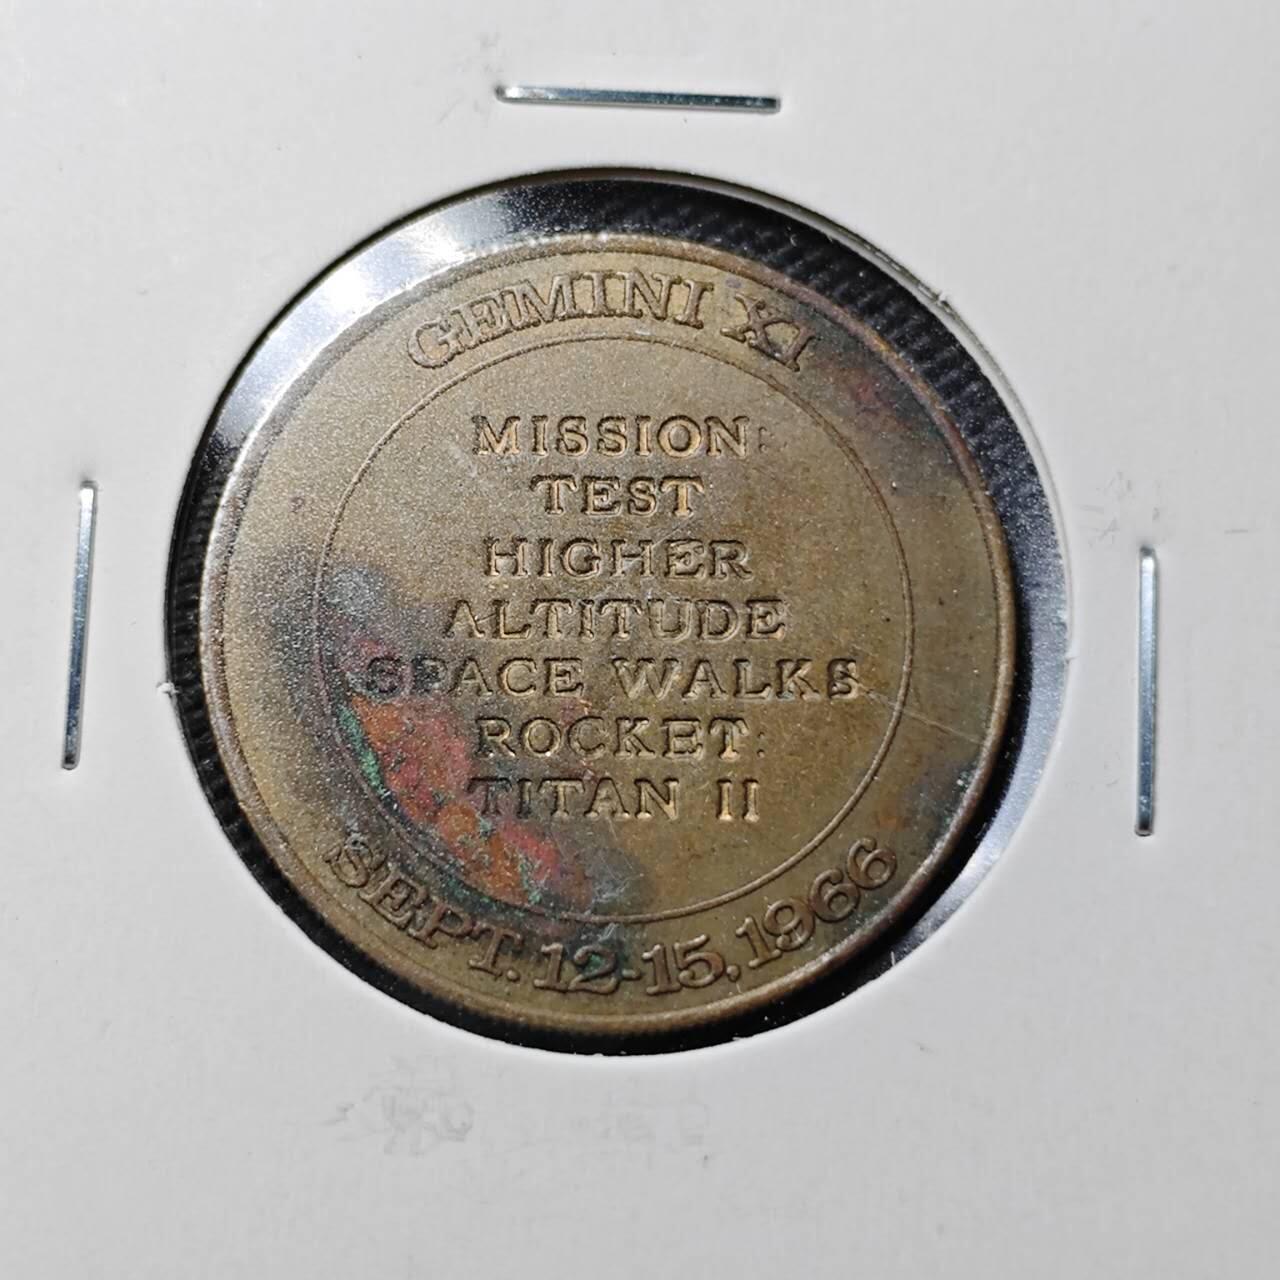 GEMINI XI
MISSION:
TEST
HIGHER
ALTITUDE
SPACE WALKS
ROCKET:
TITAN II
SEPT. 12-15, 1966